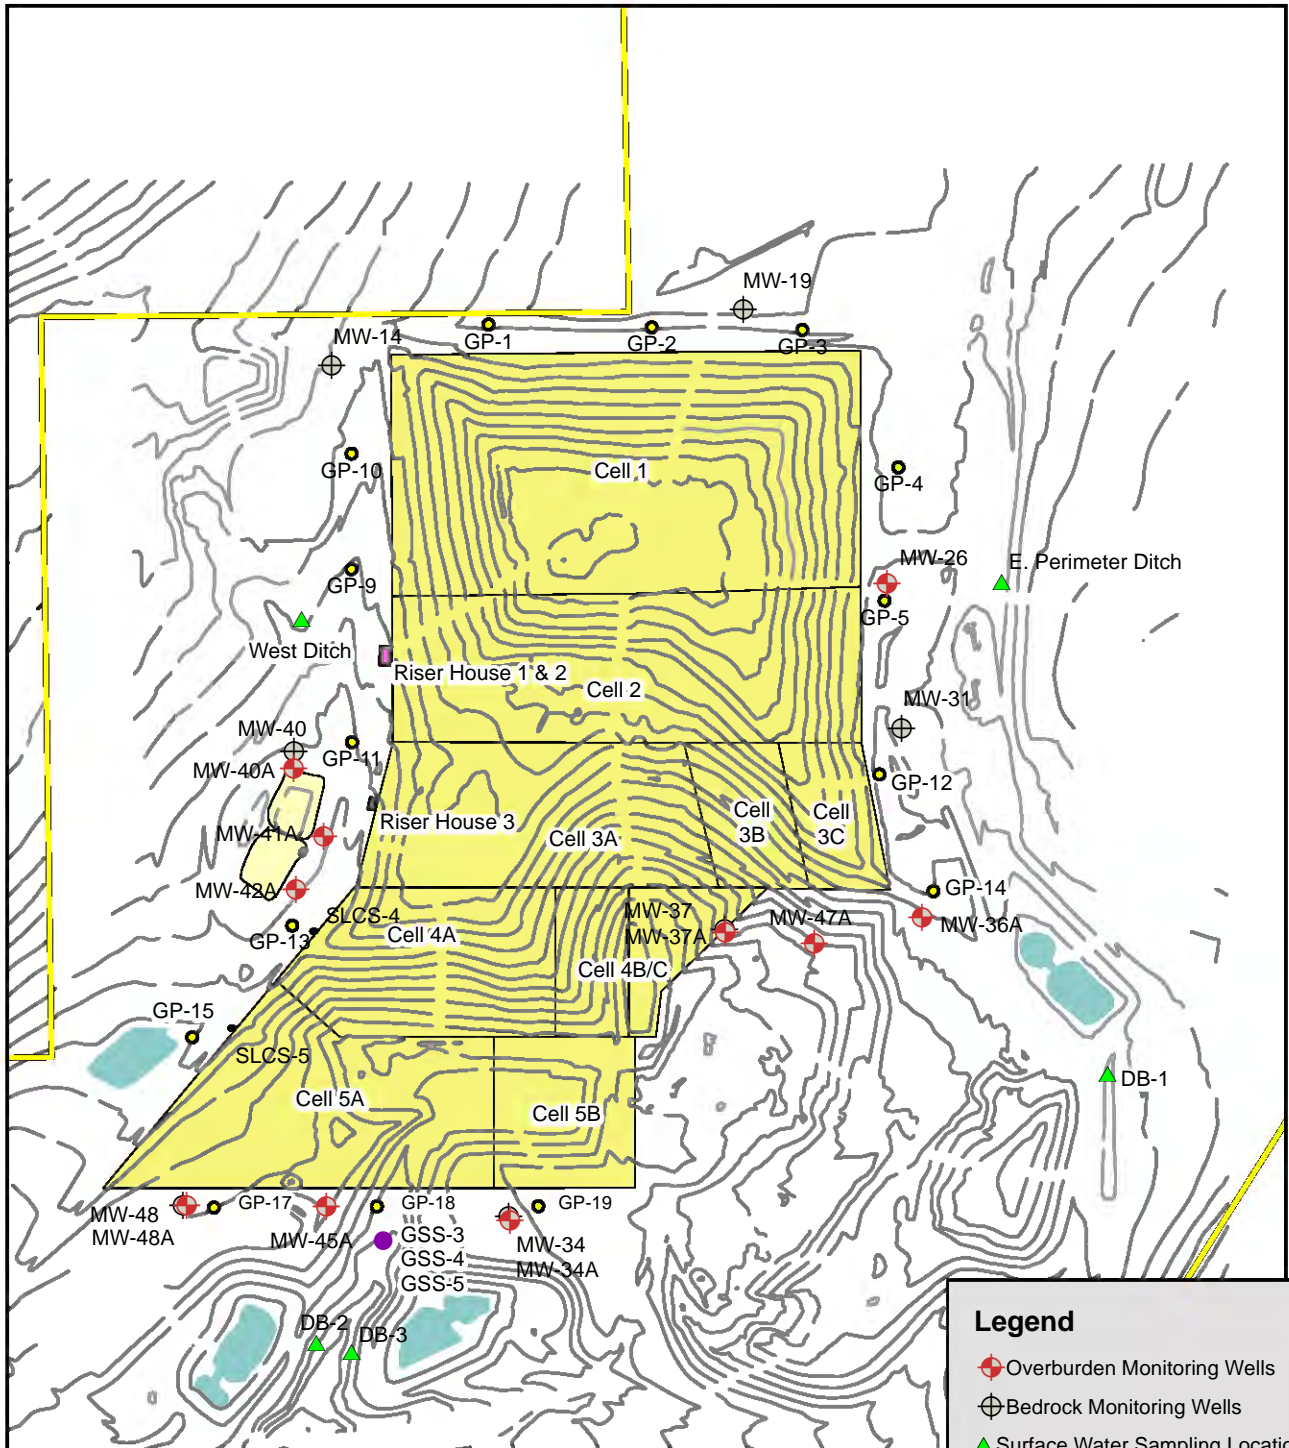 MW-19
MW-14
GP-1
GP-2
GP-3
Cell 1
GP-10
GP-4
MW-26
E. Perimeter Ditch
GP-9
GP-5
West Ditch
Riser House 1 & 2
Cell 2
MW-31
MW-40
GP-11
MW-40A
GP-12
Riser House 3
Cell
3B
Cell
3C
MW-41A
Cell 3A
MW-42A
GP-14
SLCS-4
MW-37
MW-47A
MW-36A
GP-13
Cell 4A
MW-37A
Cell 4B/C
GP-15
SLCS-5
DB-1
Cell 5A
Cell 5B
GP-17
GP-18
GP-19
MW-48
MW-48A
MW-45A
GSS-3
GSS-4
GSS-5
MW-34
MW-34A
DB-2
DB-3
Legend
Overburden Monitoring Wells
Bedrock Monitoring Wells
Surface Water Sampling Locatio